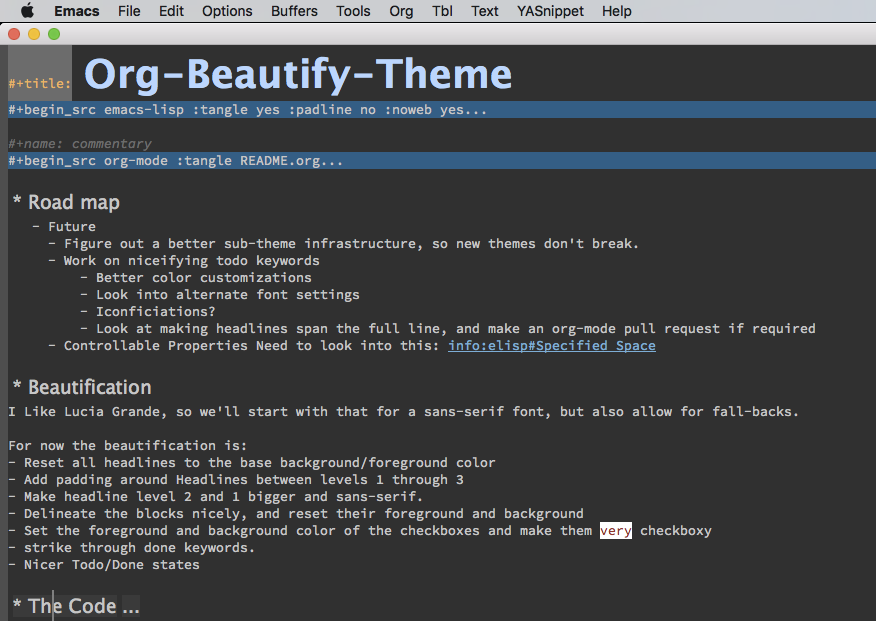 Emacs File Edit Options Buffers Tools Org Tbl Text YASnippet Help
#+title: Org-Beautify-Theme
#+begin_src emacs-lisp :tangle yes :padline no :noweb yes...
#+name: commentary
#+begin_src org-mode :tangle README.org...
* Road map
- Future
- Figure out a better sub-theme infrastructure, so new themes don't break.
- Work on niceifying todo keywords
- Better color customizations
- Look into alternate font settings
- Iconficiations?
- Look at making headlines span the full line, and make an org-mode pull request if required
- Controllable Properties Need to look into this: info:elisp#Specified Space
* Beautification
I Like Lucia Grande, so we'll start with that for a sans-serif font, but also allow for fall-backs.
For now the beautification is:
- Reset all headlines to the base background/foreground color
- Add padding around Headlines between levels 1 through 3
- Make headline level 2 and 1 bigger and sans-serif.
- Delineate the blocks nicely, and reset their foreground and background
- Set the foreground and background color of the checkboxes and make them very checkboxy
- strike through done keywords.
- Nicer Todo/Done states
* The Code ...